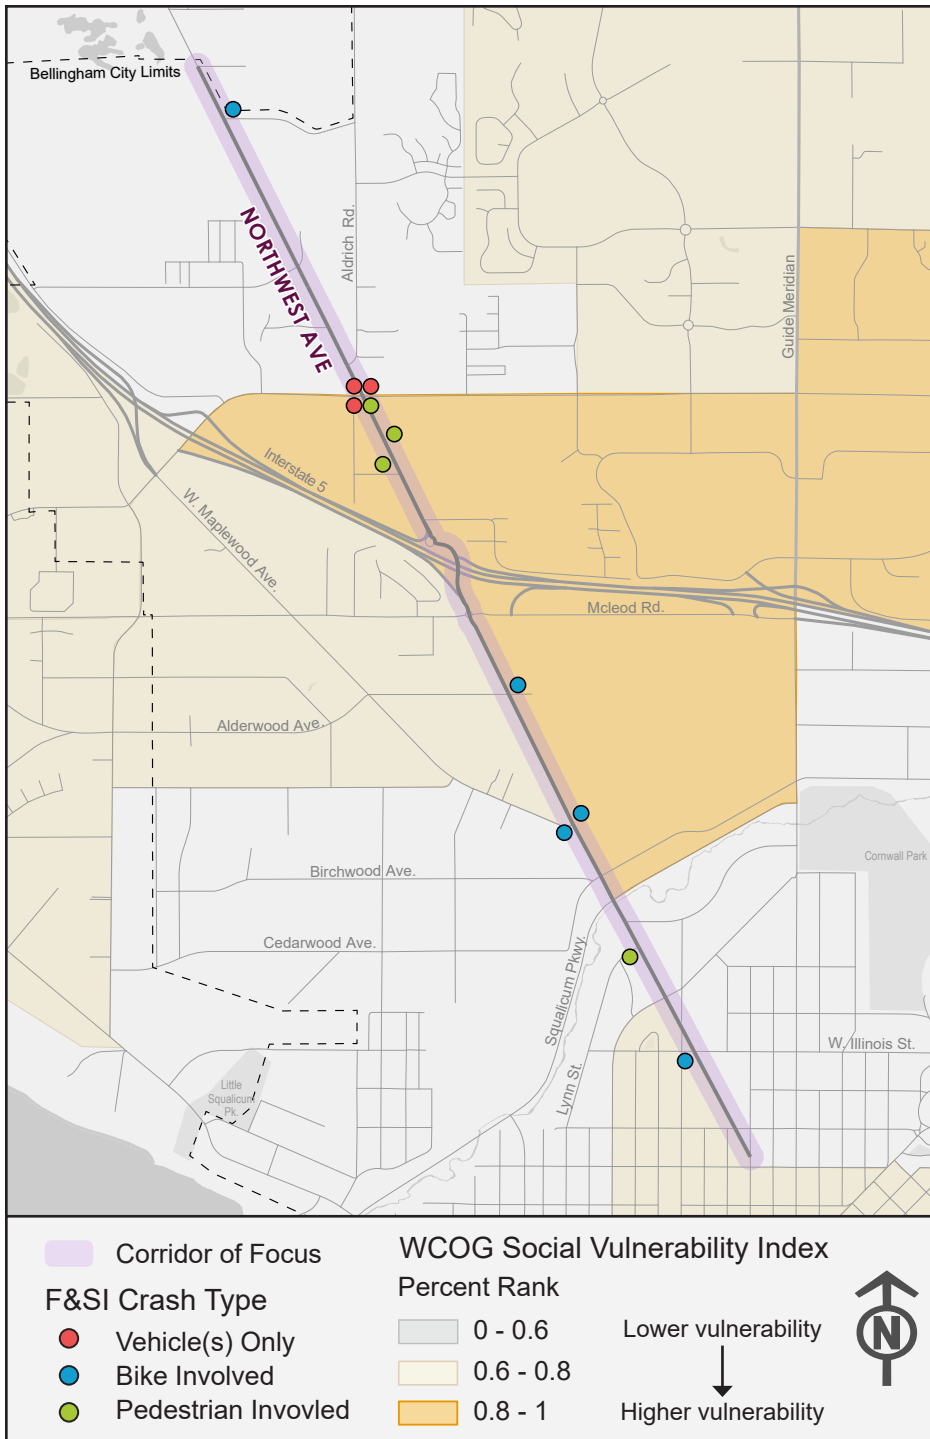 Bellingham City Limits
NORTHWEST AVE
Aldrich Rd.
Guide Meridian
Interstate 5
W. Maplewood Ave.
Mcleod Rd.
Alderwood Ave.
Cornwall Park
Birchwood Ave.
Cedarwood Ave.
Squalicum Pkwy.
W. Illinois St.
Lynn St.
Little
Squalicum
Pk.
Corridor of Focus
F&SI Crash Type
Vehicle(s) Only
Bike Involved
Pedestrian Invovled
WCOG Social Vulnerability Index
Percent Rank
0 - 0.6
0.6 - 0.8
0.8 - 1
Lower vulnerability
Higher vulnerability
N